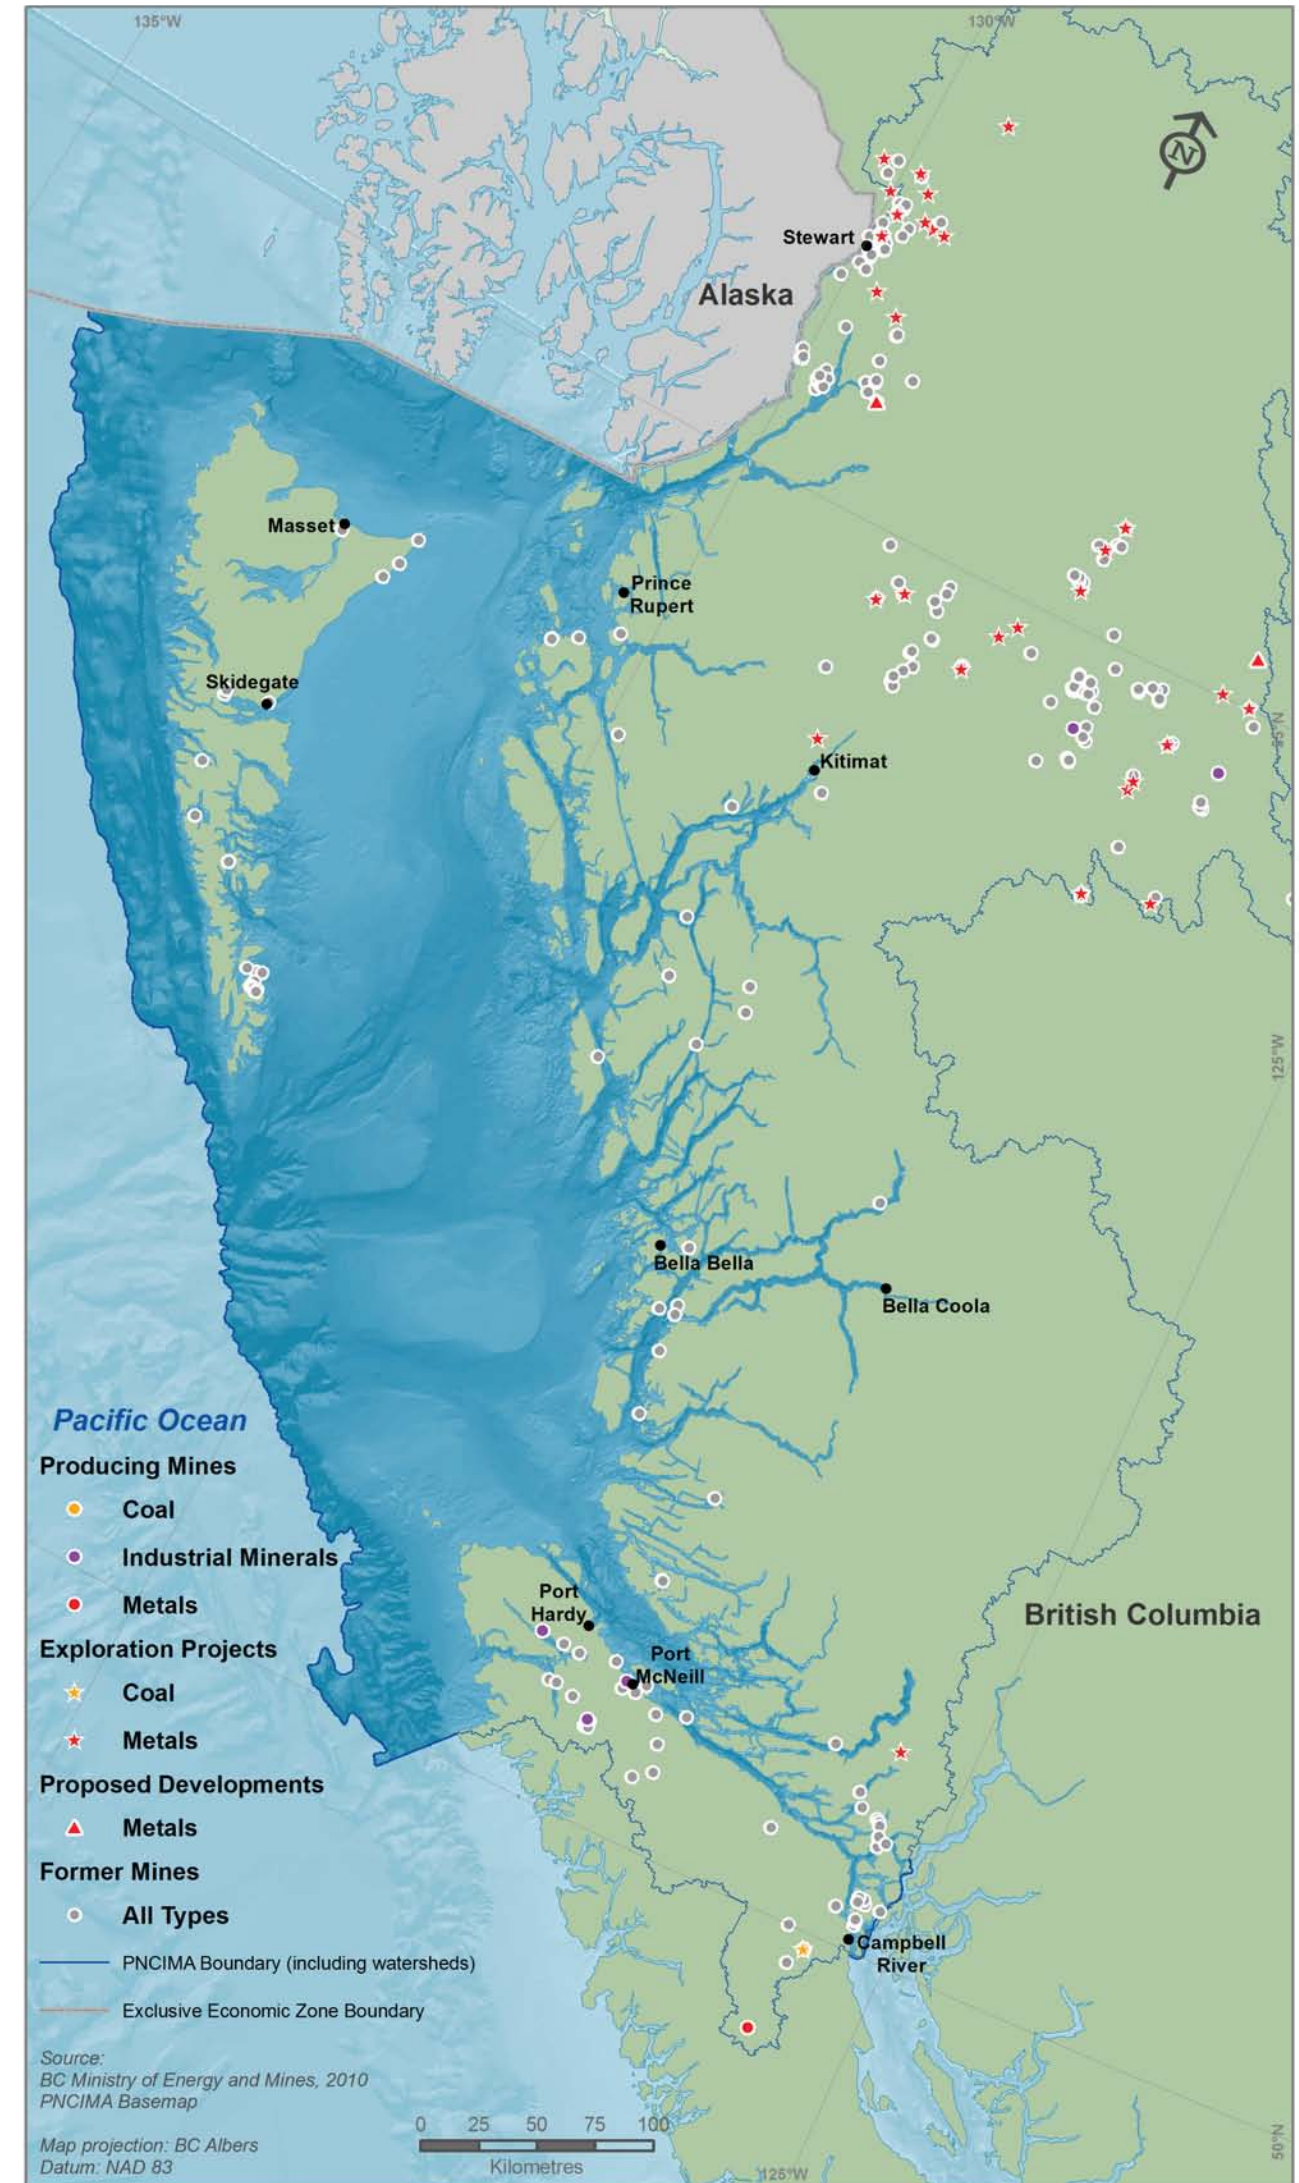 135°W
130°W
N
Stewart
Alaska
Masset
Prince
Rupert
Skidegate
Kitimat
55°N
125°W
Bella Bella
Bella Coola
Pacific Ocean
Producing Mines
Coal
Industrial Minerals
Metals
Exploration Projects
Coal
Metals
Proposed Developments
Metals
Former Mines
All Types
PNCIMA Boundary (including watersheds)
Exclusive Economic Zone Boundary
Port
Hardy
Port
McNeill
British Columbia
Campbell
River
Source:
BC Ministry of Energy and Mines, 2010
PNCIMA Basemap
Map projection: BC Albers
Datum: NAD 83
0 25 50 75 100
Kilometres
125°W
50°N